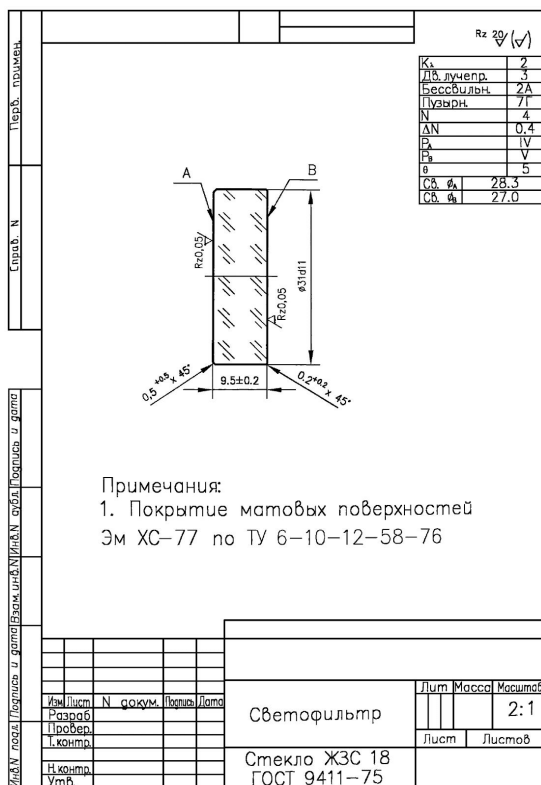 Перв. примен.
Справ. N
Подпись и дата
Инв.N дубл.
Взам.инв.N
Подпись и дата
Инв.N подл.
Rz 20 (√)
Kλ 2
Дв. лучепр. 3
Бессвильн. 2А
Пузырн. 7Г
N 4
ΔN 0.4
PА IV
PВ V
θ 5
Св. ØА 28.3
Св. ØВ 27.0
А
В
Rz0,05
Rz0,05
ø31d11
0,5 +0.5 x 45°
9.5±0.2
0.2+0.2 x 45°
Примечания:
1. Покрытие матовых поверхностей
Эм ХС-77 по ТУ 6-10-12-58-76
Изм Лист N докум. Подпись Дата
Разраб
Провер.
Т.контр.
Н.контр.
Утв.
Светофильтр
Стекло ЖЗС 18
ГОСТ 9411-75
Лит Масса Масштаб
2:1
Лист Листов